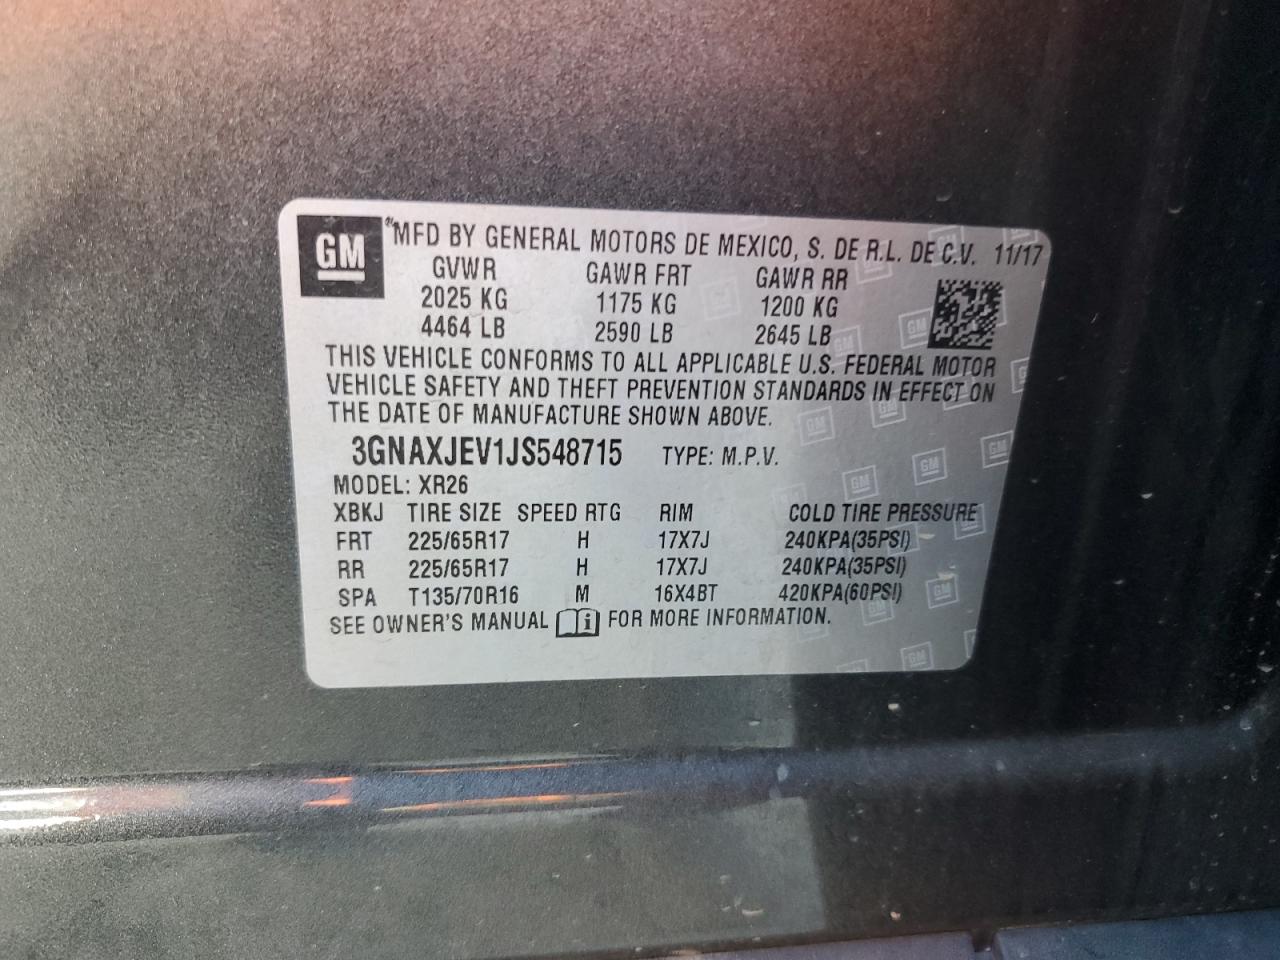 GM
MFD BY GENERAL MOTORS DE MEXICO, S. DE R.L. DE C.V. 11/17
GVWR GAWR FRT GAWR RR
2025 KG 1175 KG 1200 KG
4464 LB 2590 LB 2645 LB
THIS VEHICLE CONFORMS TO ALL APPLICABLE U.S. FEDERAL MOTOR
VEHICLE SAFETY AND THEFT PREVENTION STANDARDS IN EFFECT ON
THE DATE OF MANUFACTURE SHOWN ABOVE.
3GNAXJEV1JS548715 TYPE: M.P.V.
MODEL: XR26
XBKJ TIRE SIZE SPEED RTG RIM COLD TIRE PRESSURE
FRT 225/65R17 H 17X7J 240KPA(35PSI)
RR 225/65R17 H 17X7J 240KPA(35PSI)
SPA T135/70R16 M 16X4BT 420KPA(60PSI)
SEE OWNER'S MANUAL i FOR MORE INFORMATION.